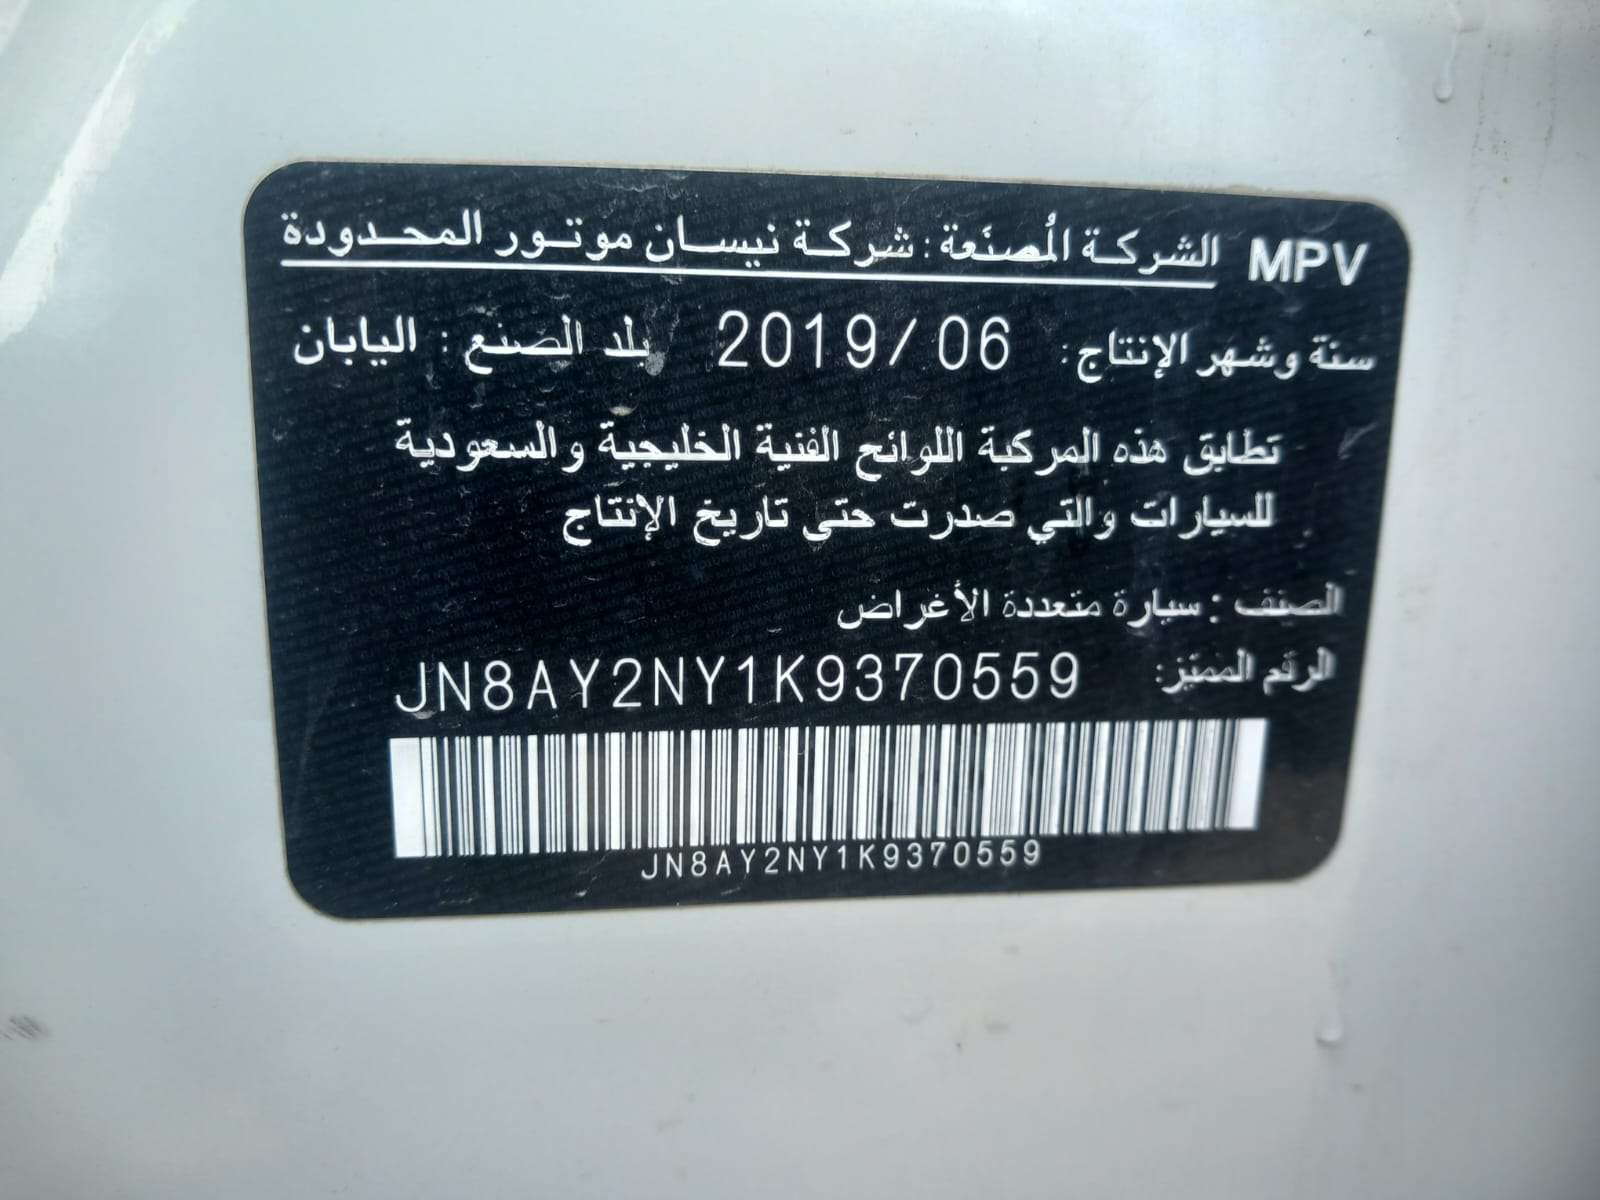 MPV الشركة المُصنّعة : شركة نيسان موتور المحدودة
سنة وشهر الإنتاج: 2019/06 بلد الصنع : اليابان
تطابق هذه المركبة اللوائح الفنية الخليجية والسعودية
للسيارات والتي صدرت حتى تاريخ الإنتاج
الصنف : سيارة متعددة الأغراض
الرقم المميز: JN8AY2NY1K9370559
JN8AY2NY1K9370559